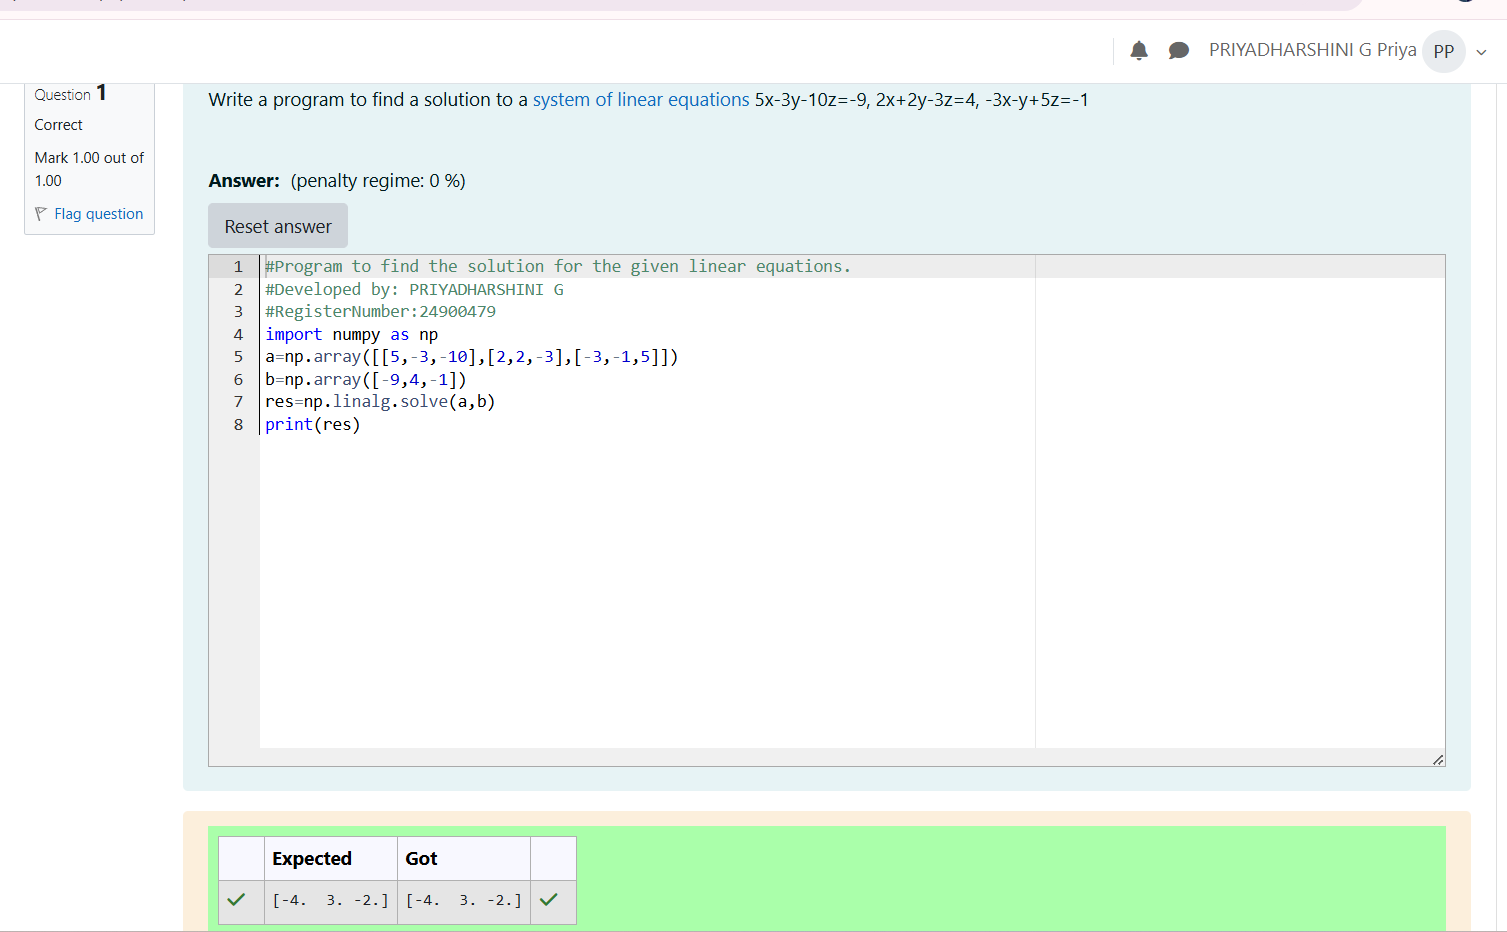 PRIYADHARSHINI G Priya PP
Question 1
Correct
Mark 1.00 out of
1.00
Flag question
Write a program to find a solution to a system of linear equations 5x-3y-10z=-9, 2x+2y-3z=4, -3x-y+5z=-1
Answer: (penalty regime: 0 %)
Reset answer
1 #Program to find the solution for the given linear equations.
2 #Developed by: PRIYADHARSHINI G
3 #RegisterNumber:24900479
4 import numpy as np
5 a=np.array([[5,-3,-10],[2,2,-3],[-3,-1,5]])
6 b=np.array([-9,4,-1])
7 res=np.linalg.solve(a,b)
8 print(res)
Expected Got
[-4.  3. -2.] [-4.  3. -2.]